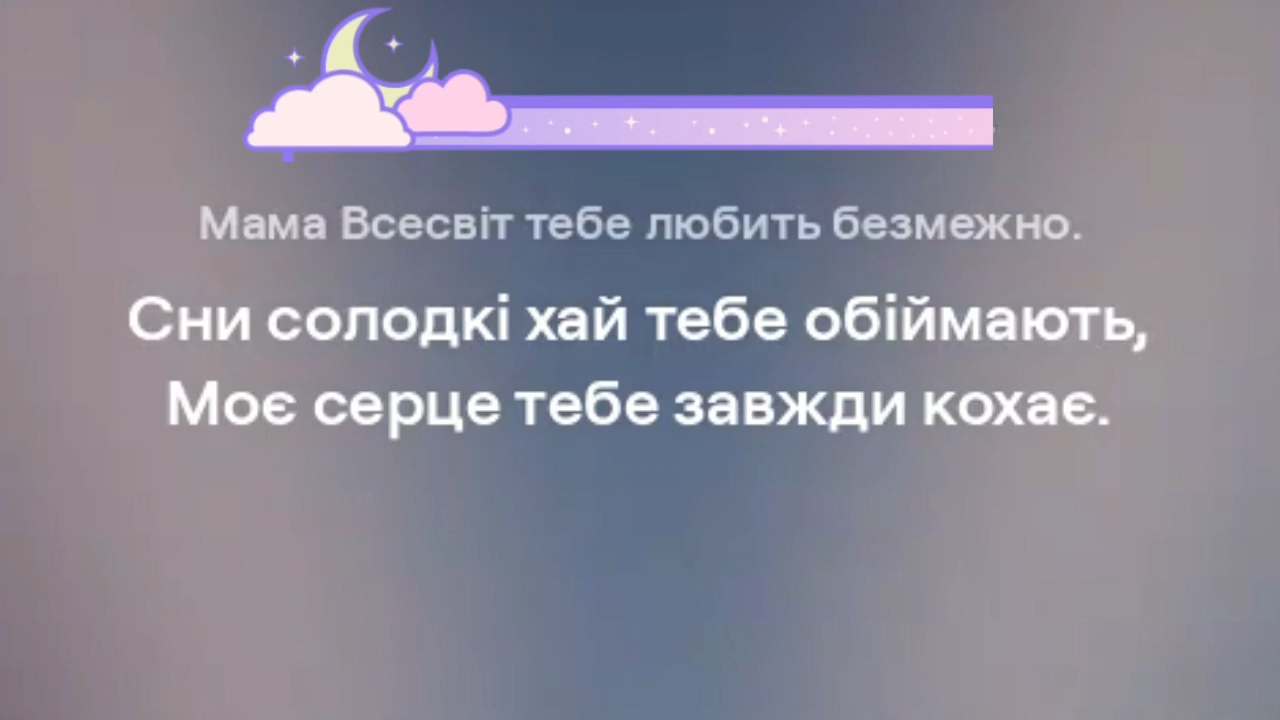 Мама Всесвіт тебе любить безмежно.
Сни солодкі хай тебе обіймають,
Моє серце тебе завжди кохає.